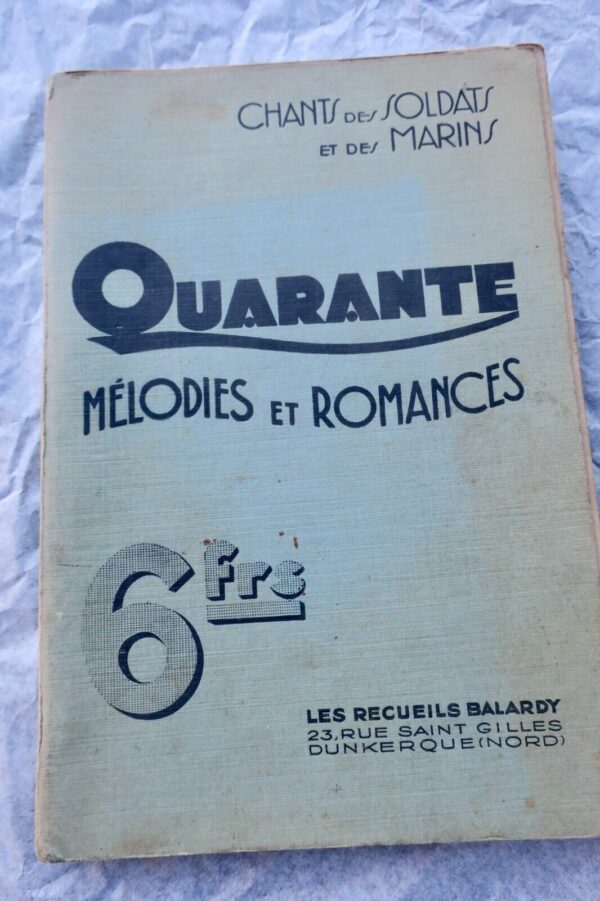 CHANTS DES SOLDATS
ET DES MARINS
QUARANTE
MÉLODIES ET ROMANCES
6 frs
LES RECUEILS BALARDY
23, RUE SAINT GILLES
DUNKERQUE (NORD)